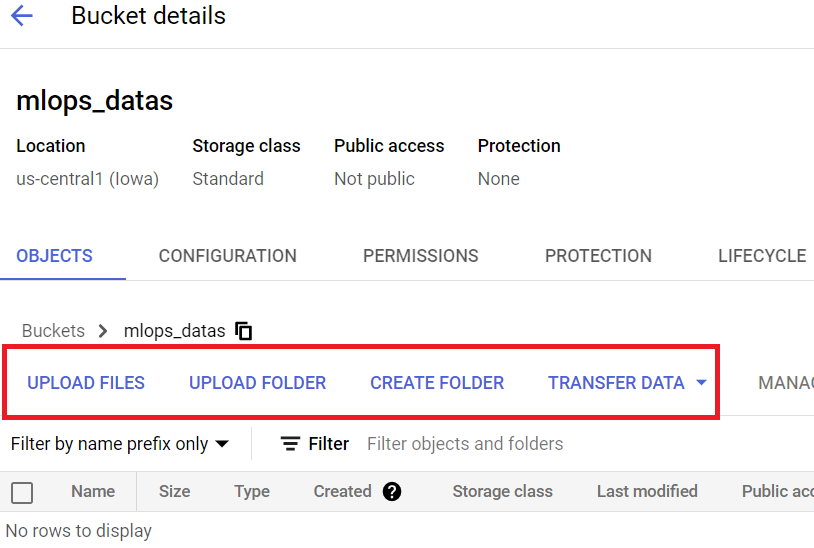 Bucket details
mlops_datas
Location Storage class Public access Protection
us-central1 (Iowa) Standard Not public None
OBJECTS CONFIGURATION PERMISSIONS PROTECTION LIFECYCLE
Buckets > mlops_datas
UPLOAD FILES UPLOAD FOLDER CREATE FOLDER TRANSFER DATA MANAG
Filter by name prefix only Filter Filter objects and folders
Name Size Type Created ? Storage class Last modified Public acc
No rows to display